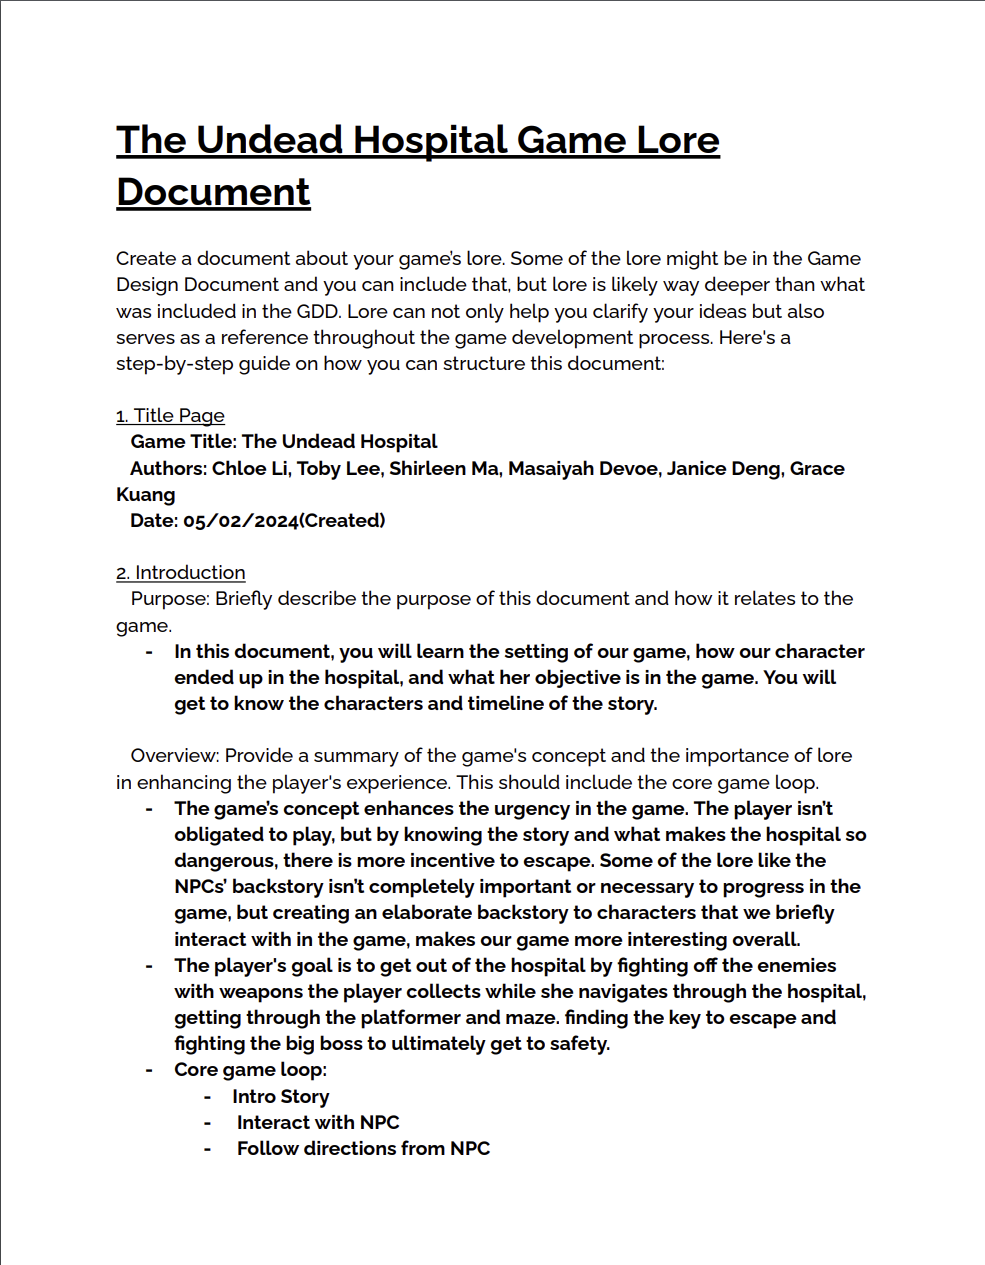 The Undead Hospital Game Lore
Document
Create a document about your game's lore. Some of the lore might be in the Game
Design Document and you can include that, but lore is likely way deeper than what
was included in the GDD. Lore can not only help you clarify your ideas but also
serves as a reference throughout the game development process. Here's a
step-by-step guide on how you can structure this document:
1. Title Page
Game Title: The Undead Hospital
Authors: Chloe Li, Toby Lee, Shirleen Ma, Masaiyah Devoe, Janice Deng, Grace
Kuang
Date: 05/02/2024(Created)
2. Introduction
Purpose: Briefly describe the purpose of this document and how it relates to the
game.
- In this document, you will learn the setting of our game, how our character
ended up in the hospital, and what her objective is in the game. You will
get to know the characters and timeline of the story.
Overview: Provide a summary of the game's concept and the importance of lore
in enhancing the player's experience. This should include the core game loop.
- The game's concept enhances the urgency in the game. The player isn't
obligated to play, but by knowing the story and what makes the hospital so
dangerous, there is more incentive to escape. Some of the lore like the
NPCs' backstory isn't completely important or necessary to progress in the
game, but creating an elaborate backstory to characters that we briefly
interact with in the game, makes our game more interesting overall.
- The player's goal is to get out of the hospital by fighting off the enemies
with weapons the player collects while she navigates through the hospital,
getting through the platformer and maze. finding the key to escape and
fighting the big boss to ultimately get to safety.
- Core game loop:
- Intro Story
- Interact with NPC
- Follow directions from NPC